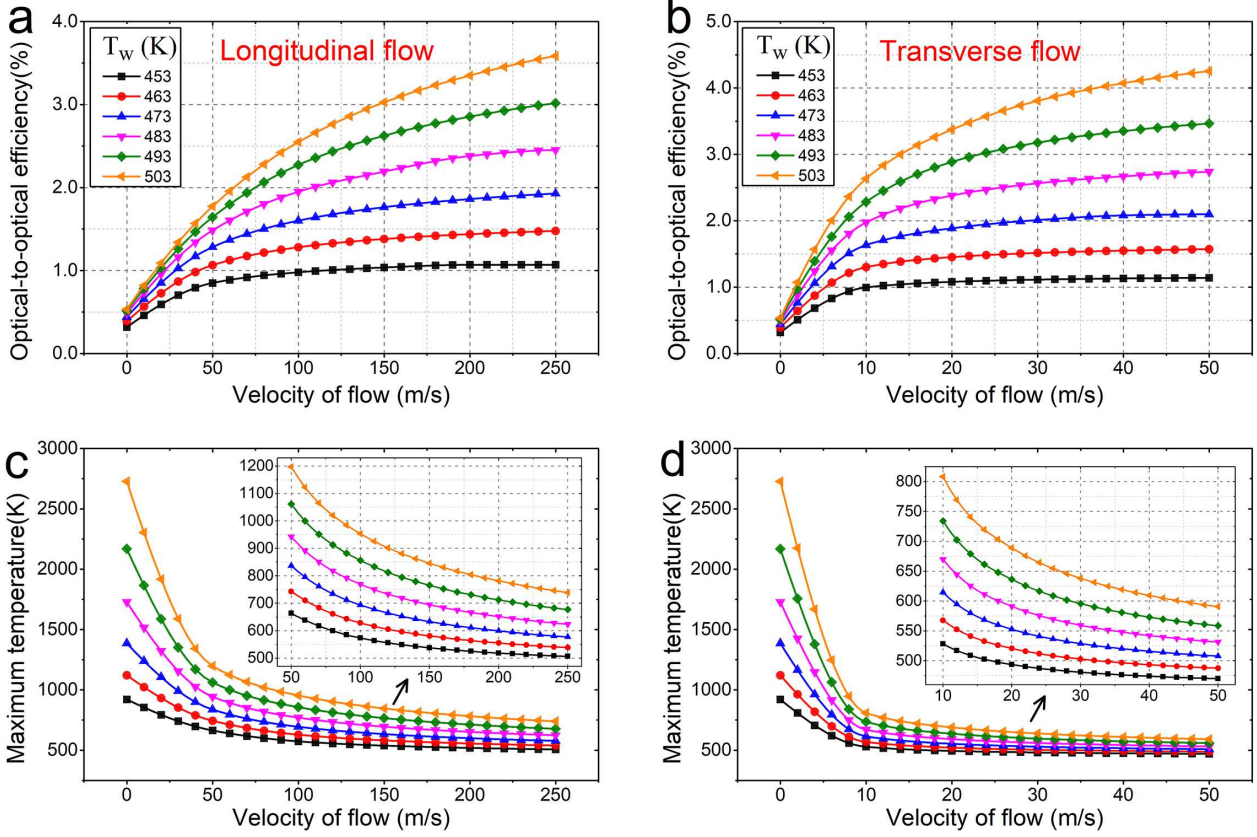 a
Optical-to-optical efficiency(%)
4.0
3.0
2.0
1.0
0.0
T_W (K)
453
463
473
483
493
503
Longitudinal flow
0 50 100 150 200 250
Velocity of flow (m/s)
b
Optical-to-optical efficiency(%)
5.0
4.0
3.0
2.0
1.0
0.0
T_W (K)
453
463
473
483
493
503
Transverse flow
0 10 20 30 40 50
Velocity of flow (m/s)
c
Maximum temperature(K)
3000
2500
2000
1500
1000
500
1200
1100
1000
900
800
700
600
500
50 100 150 200 250
0 50 100 150 200 250
Velocity of flow (m/s)
d
Maximum temperature(K)
3000
2500
2000
1500
1000
500
800
750
700
650
600
550
500
10 20 30 40 50
0 10 20 30 40 50
Velocity of flow (m/s)